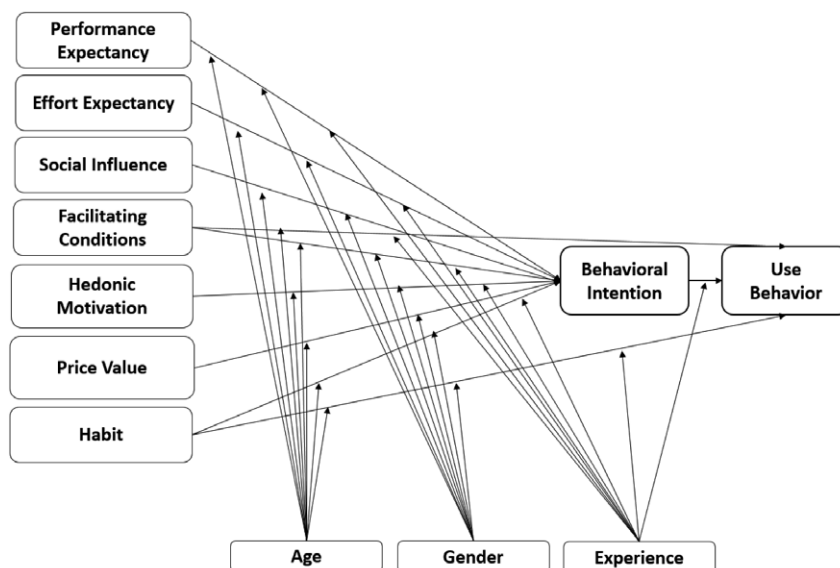 Performance
Expectancy
Effort Expectancy
Social Influence
Facilitating
Conditions
Hedonic
Motivation
Price Value
Habit
Behavioral
Intention
Use
Behavior
Age
Gender
Experience